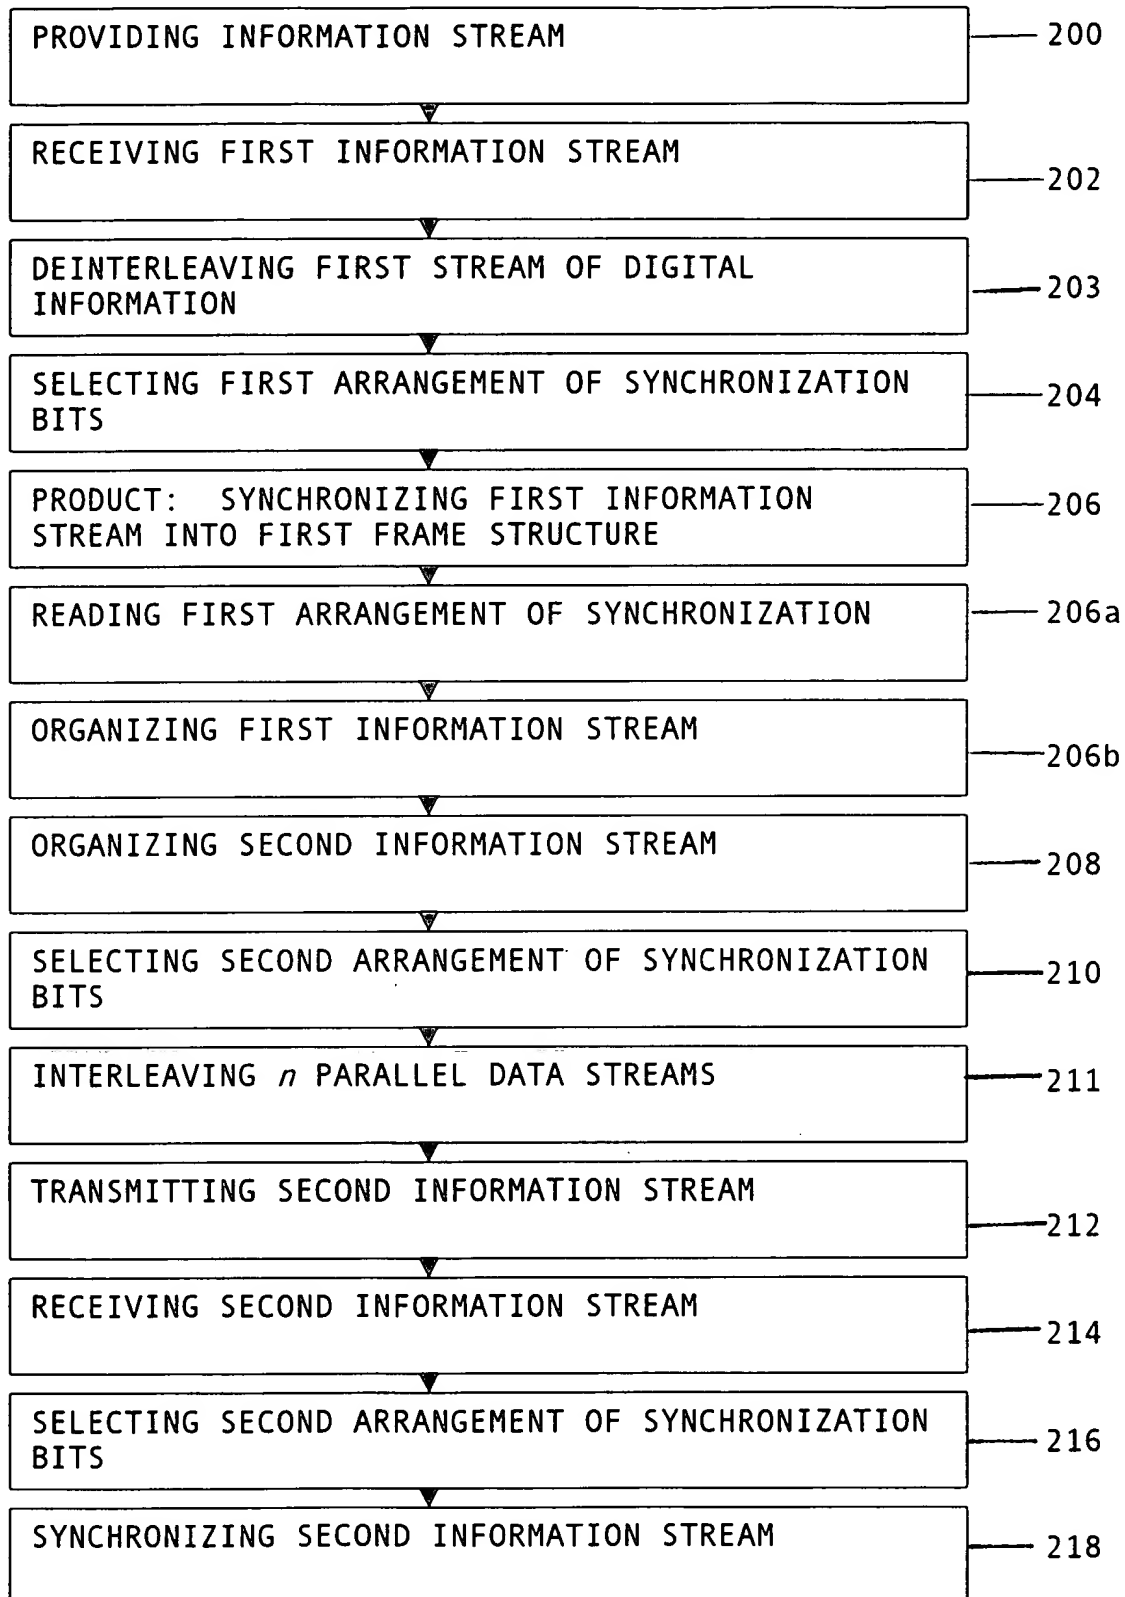 PROVIDING INFORMATION STREAM
200
RECEIVING FIRST INFORMATION STREAM
202
DEINTERLEAVING FIRST STREAM OF DIGITAL
INFORMATION
203
SELECTING FIRST ARRANGEMENT OF SYNCHRONIZATION
BITS
204
PRODUCT: SYNCHRONIZING FIRST INFORMATION
STREAM INTO FIRST FRAME STRUCTURE
206
READING FIRST ARRANGEMENT OF SYNCHRONIZATION
206a
ORGANIZING FIRST INFORMATION STREAM
206b
ORGANIZING SECOND INFORMATION STREAM
208
SELECTING SECOND ARRANGEMENT OF SYNCHRONIZATION
BITS
210
INTERLEAVING n PARALLEL DATA STREAMS
211
TRANSMITTING SECOND INFORMATION STREAM
212
RECEIVING SECOND INFORMATION STREAM
214
SELECTING SECOND ARRANGEMENT OF SYNCHRONIZATION
BITS
216
SYNCHRONIZING SECOND INFORMATION STREAM
218